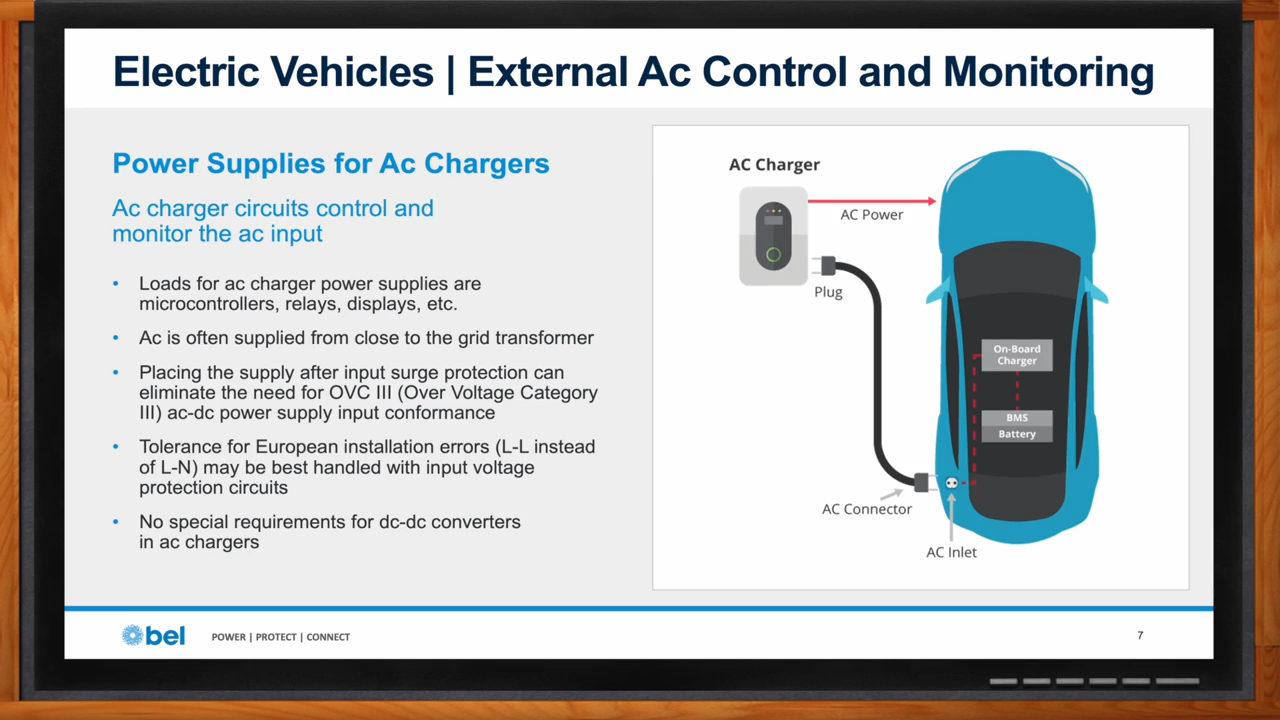 Electric Vehicles | External Ac Control and Monitoring
Power Supplies for Ac Chargers
Ac charger circuits control and
monitor the ac input
• Loads for ac charger power supplies are
microcontrollers, relays, displays, etc.
• Ac is often supplied from close to the grid transformer
• Placing the supply after input surge protection can
eliminate the need for OVC III (Over Voltage Category
III) ac-dc power supply input conformance
• Tolerance for European installation errors (L-L instead
of L-N) may be best handled with input voltage
protection circuits
• No special requirements for dc-dc converters
in ac chargers
AC Charger
AC Power
Plug
On-Board
Charger
BMS
Battery
AC Connector
AC Inlet
bel
POWER | PROTECT | CONNECT
7